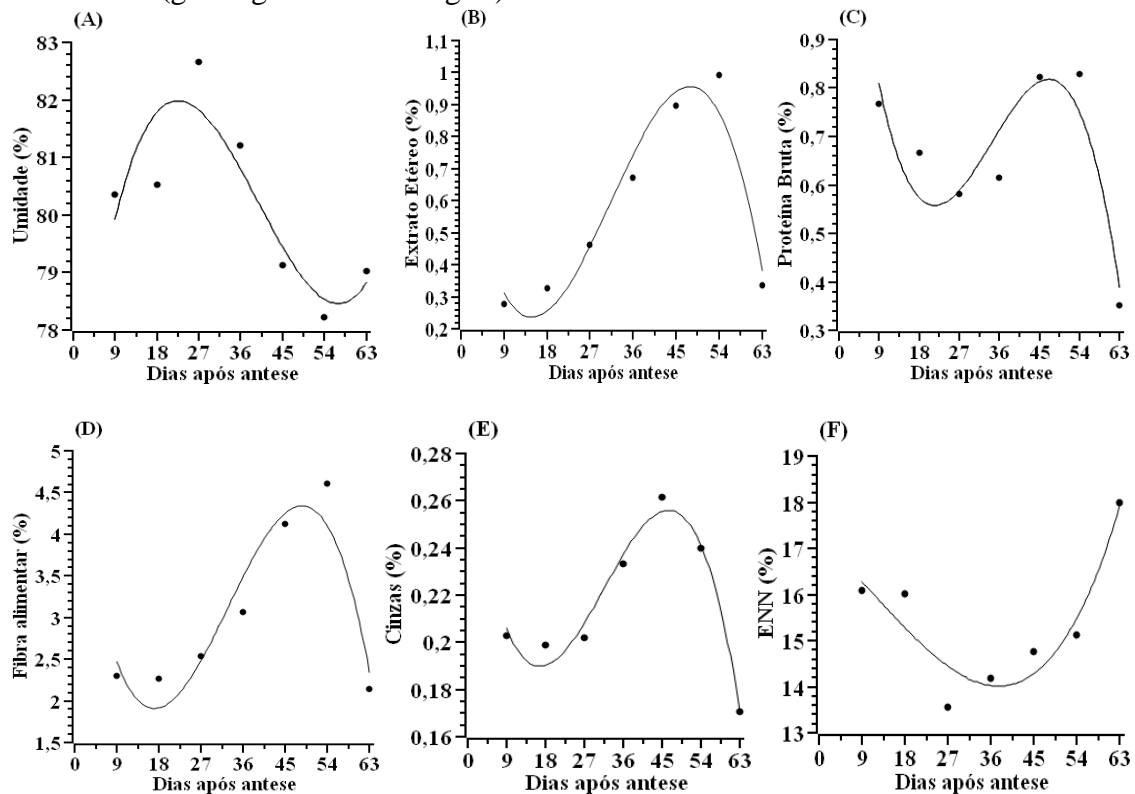 (A)
83
82
81
80
79
78
Umidade (%)
0 9 18 27 36 45 54 63
Dias após antese
(B)
1,1
1
0,9
0,8
0,7
0,6
0,5
0,4
0,3
0,2
Extrato Etéreo (%)
0 9 18 27 36 45 54 63
Dias após antese
(C)
0,9
0,8
0,7
0,6
0,5
0,4
0,3
Proteína Bruta (%)
0 9 18 27 36 45 54 63
Dias após antese
(D)
5
4,5
4
3,5
3
2,5
2
1,5
Fibra alimentar (%)
0 9 18 27 36 45 54 63
Dias após antese
(E)
0,28
0,26
0,24
0,22
0,2
0,18
0,16
Cinzas (%)
0 9 18 27 36 45 54 63
Dias após antese
(F)
19
18
17
16
15
14
13
ENN (%)
0 9 18 27 36 45 54 63
Dias após antese